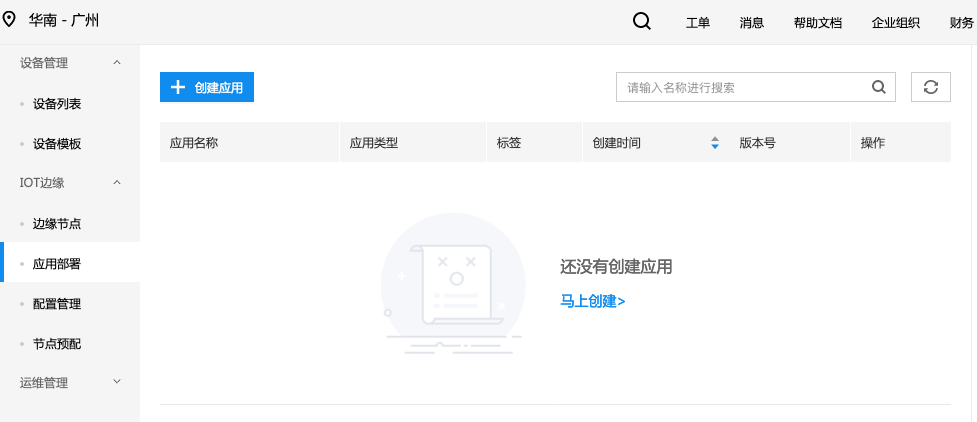 华南 - 广州
工单
消息
帮助文档
企业组织
财务
设备管理
设备列表
设备模板
IOT边缘
边缘节点
应用部署
配置管理
节点预配
运维管理
创建应用
请输入名称进行搜索
应用名称
应用类型
标签
创建时间
版本号
操作
还没有创建应用
马上创建>